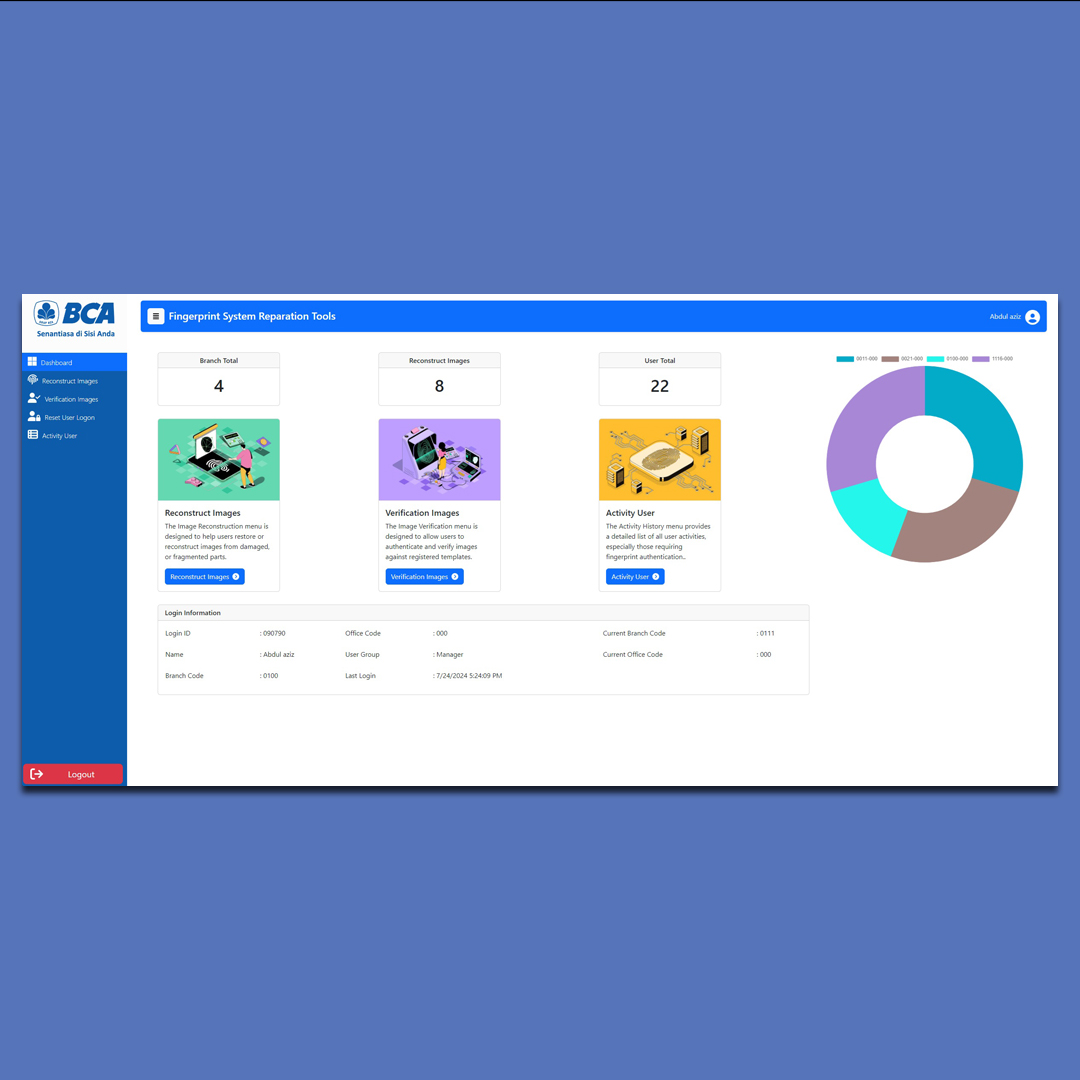 BCA
Senantiasa di Sisi Anda
Dashboard
Reconstruct Images
Verification Images
Reset User Logon
Activity User
Logout
Fingerprint System Reparation Tools
Abdul aziz
Branch Total
4
Reconstruct Images
8
User Total
22
0011-000 0021-000 0100-000 1116-000
Reconstruct Images
The Image Reconstruction menu is
designed to help users restore or
reconstruct images from damaged,
or fragmented parts.
Reconstruct Images
Verification Images
The Image Verification menu is
designed to allow users to
authenticate and verify images
against registered templates.
Verification Images
Activity User
The Activity History menu provides
a detailed list of all user activities,
especially those requiring
fingerprint authentication..
Activity User
Login Information
Login ID : 090790 Office Code : 000 Current Branch Code : 0111
Name : Abdul aziz User Group : Manager Current Office Code : 000
Branch Code : 0100 Last Login : 7/24/2024 5:24:09 PM